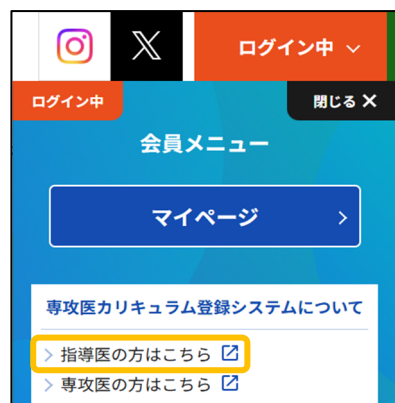 ログイン中
ログイン中
閉じる ×
会員メニュー
マイページ
専攻医カリキュラム登録システムについて
指導医の方はこちら
専攻医の方はこちら